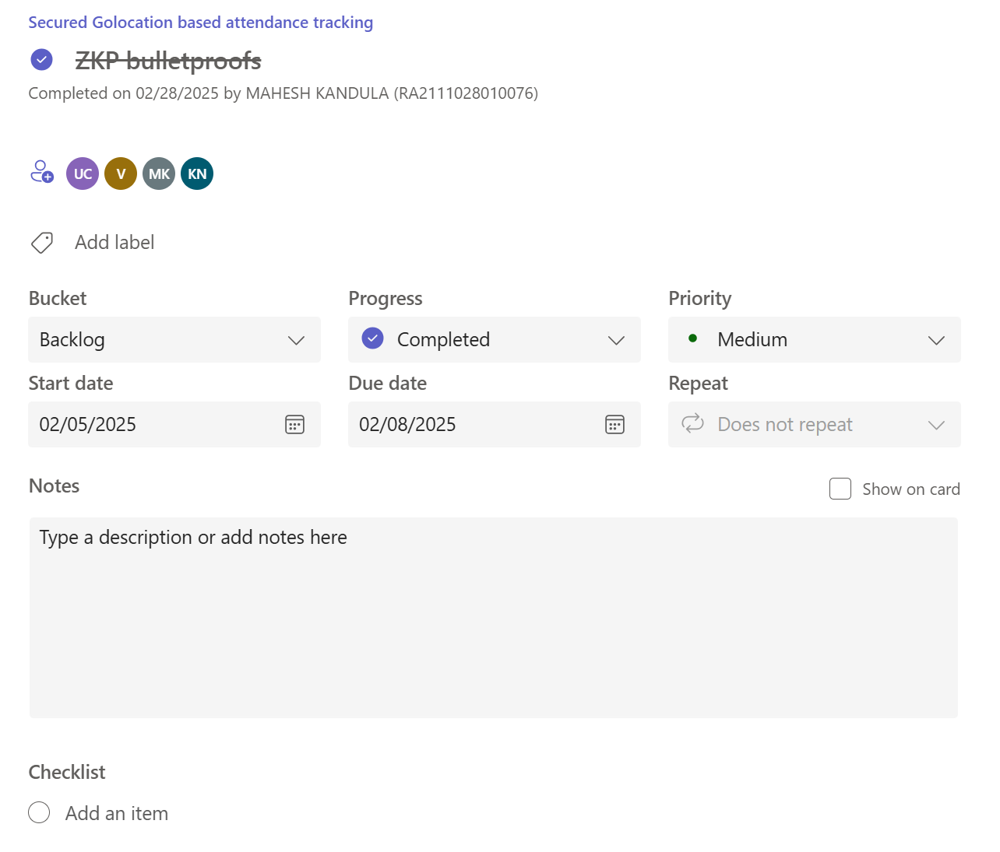 Secured Golocation based attendance tracking
ZKP bulletproofs
Completed on 02/28/2025 by MAHESH KANDULA (RA2111028010076)
UC V MK KN
Add label
Bucket Progress Priority
Backlog Completed Medium
Start date Due date Repeat
02/05/2025 02/08/2025 Does not repeat
Notes Show on card
Type a description or add notes here
Checklist
Add an item